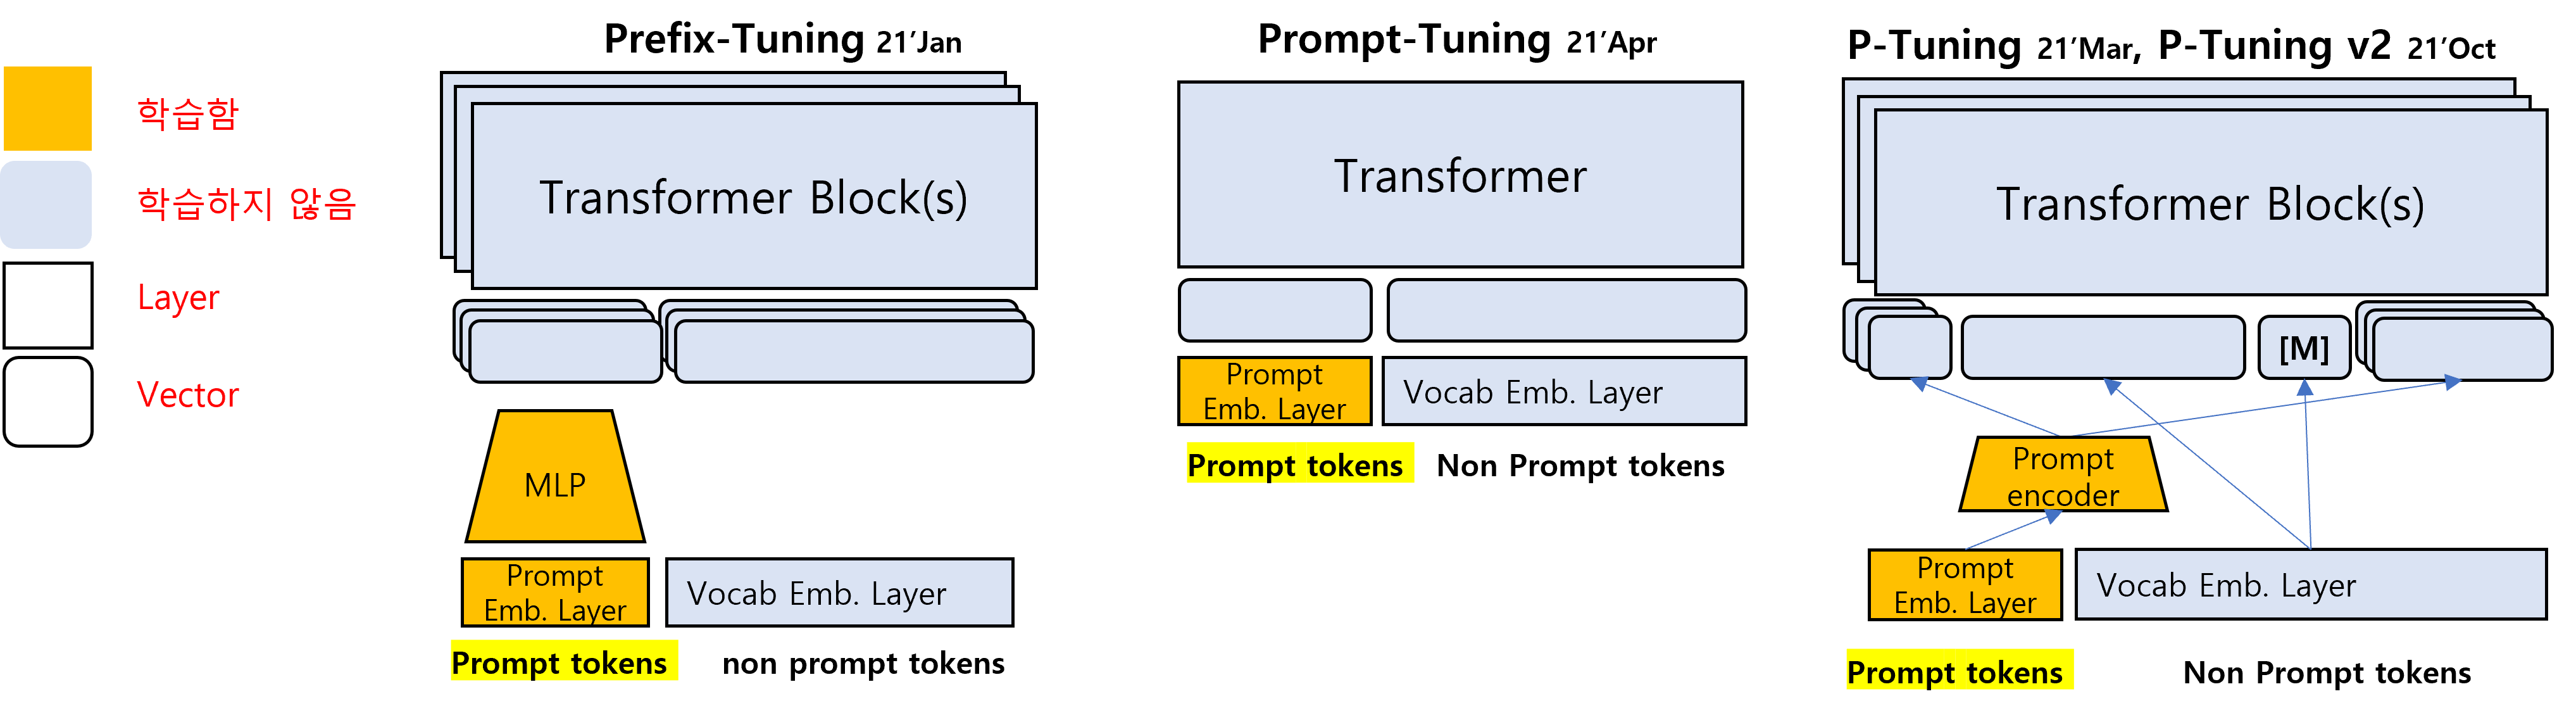 학습함
학습하지 않음
Layer
Vector
Prefix-Tuning 21'Jan
Transformer Block(s)
MLP
Prompt
Emb. Layer
Vocab Emb. Layer
Prompt tokens
non prompt tokens
Prompt-Tuning 21'Apr
Transformer
Prompt
Emb. Layer
Vocab Emb. Layer
Prompt tokens
Non Prompt tokens
P-Tuning 21'Mar, P-Tuning v2 21'Oct
Transformer Block(s)
[M]
Prompt
encoder
Prompt
Emb. Layer
Vocab Emb. Layer
Prompt tokens
Non Prompt tokens